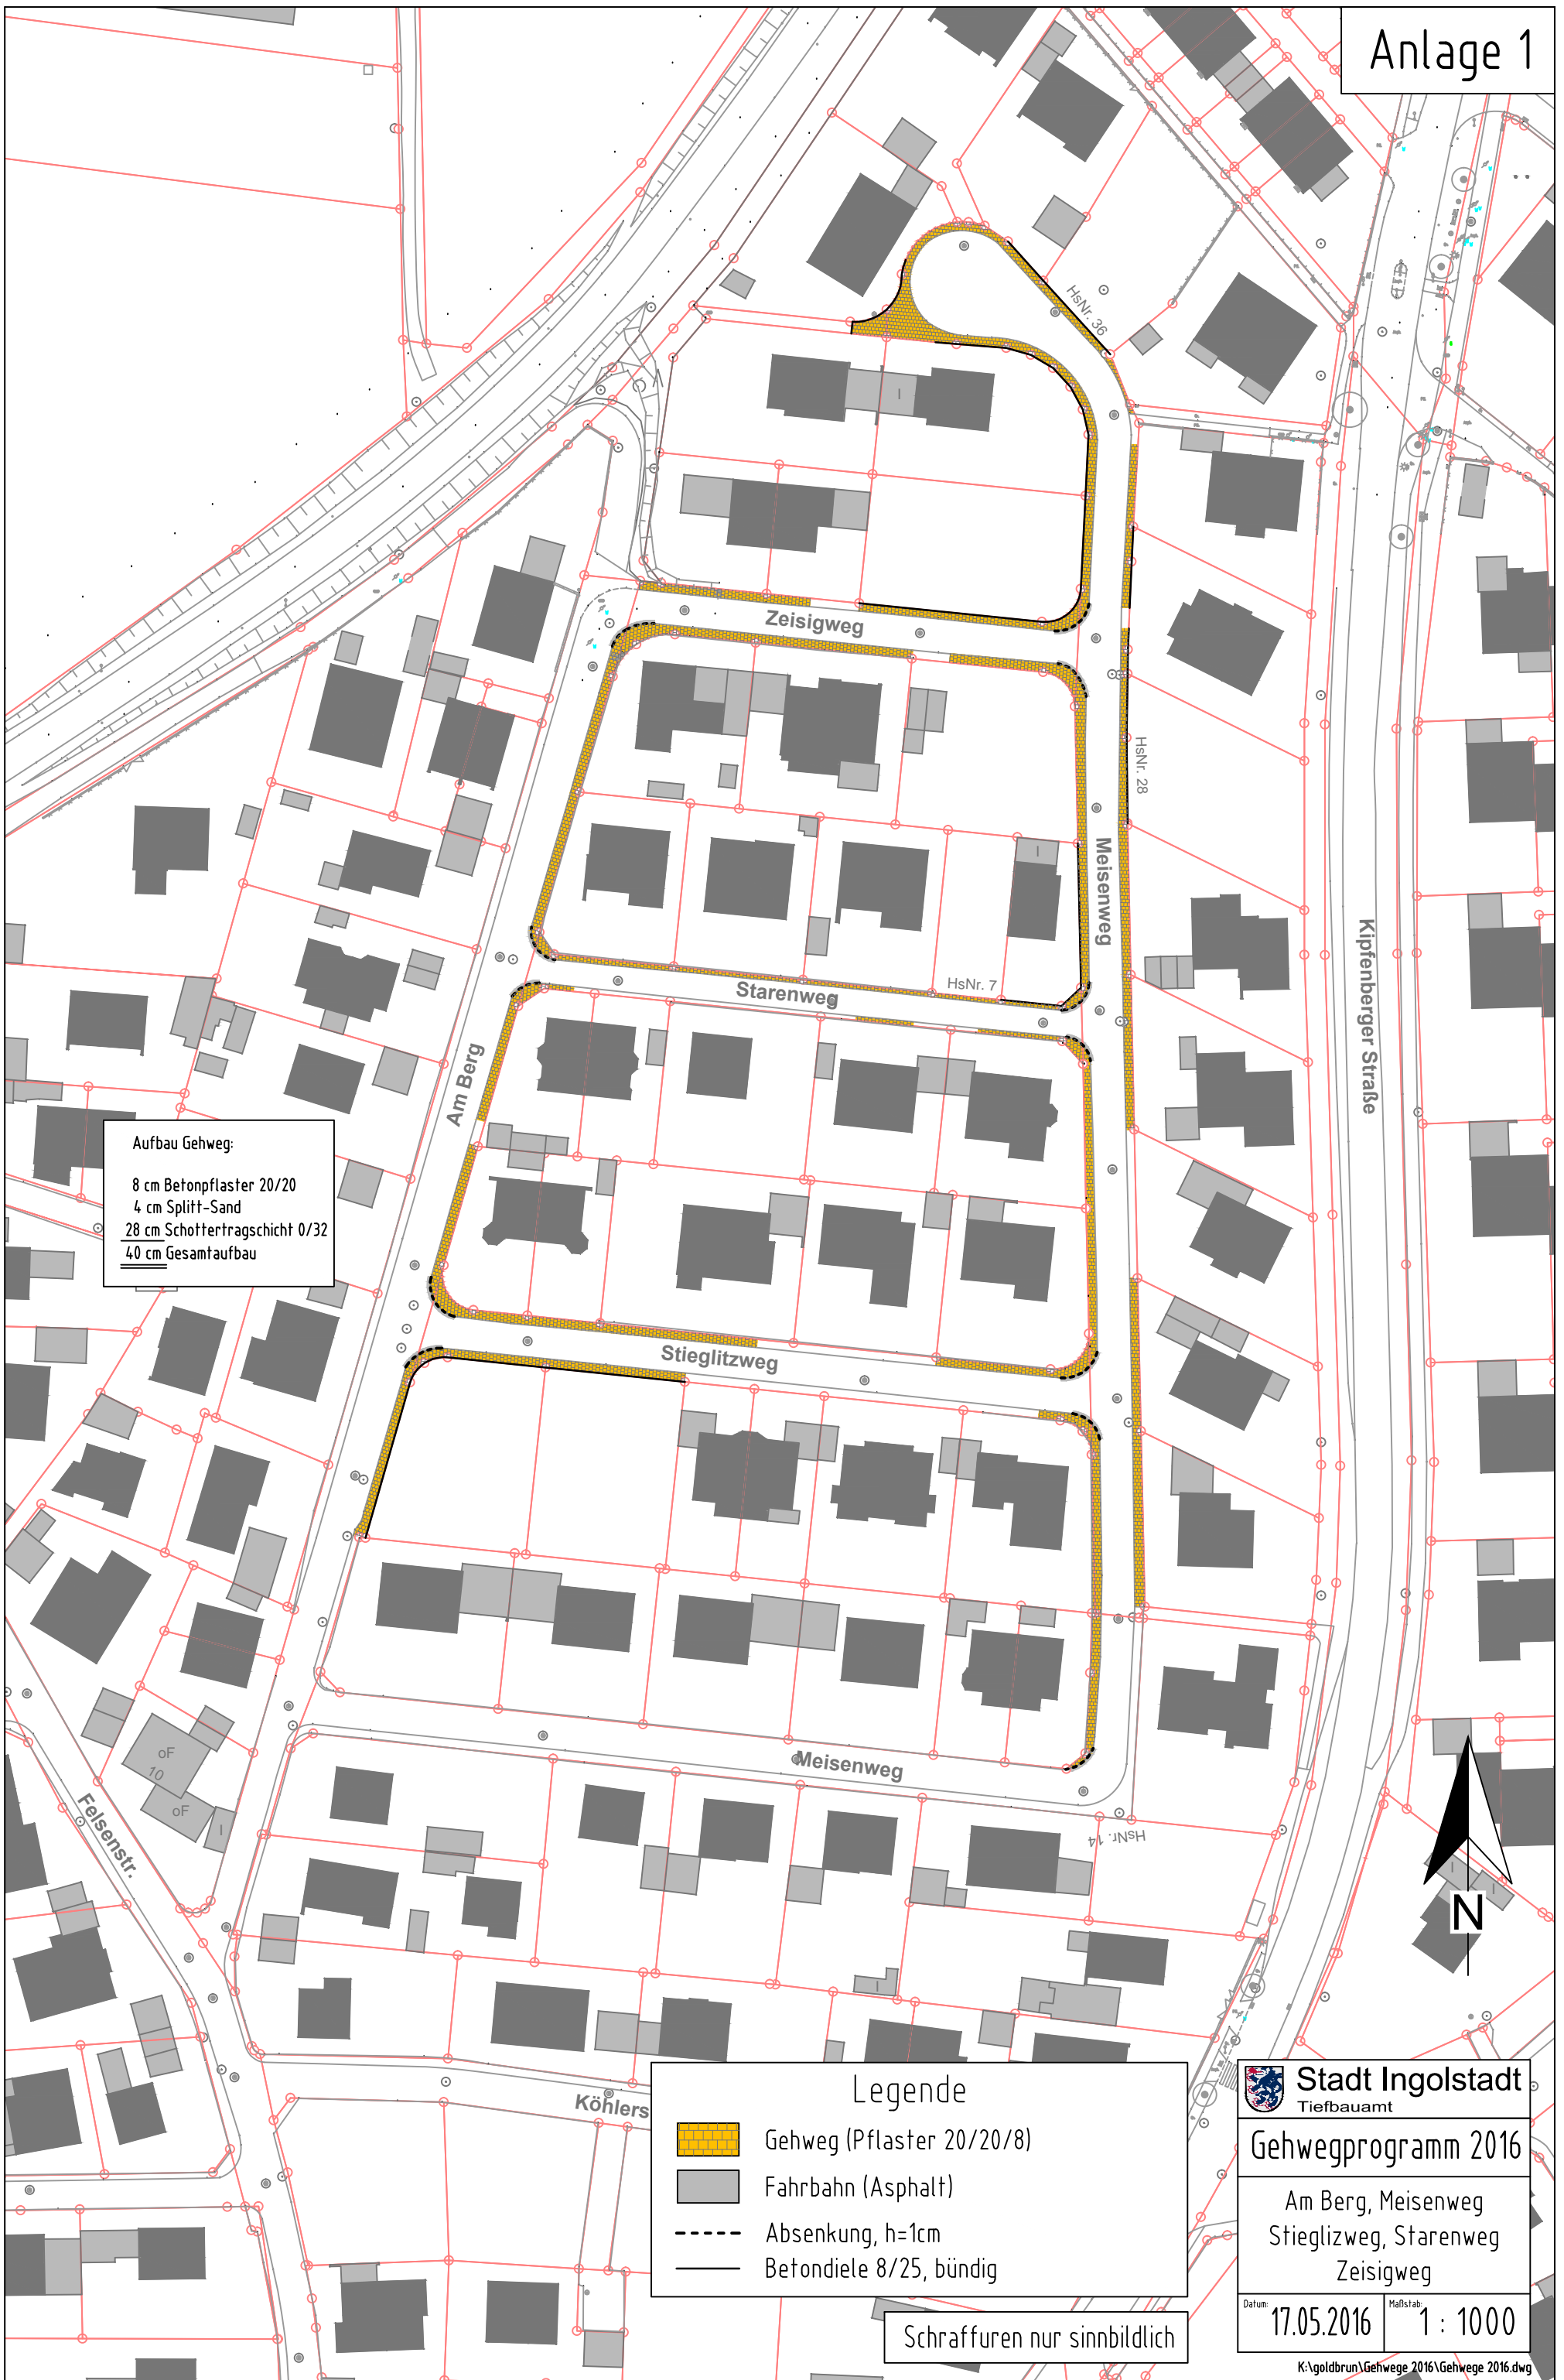 Anlage 1
HsNr. 36
Zeisigweg
HsNr. 28
Meisenweg
HsNr. 7
Starenweg
Kipfenberger Straße
Am Berg
Aufbau Gehweg:
8 cm Betonpflaster 20/20
4 cm Splitt-Sand
28 cm Schottertragschicht 0/32
40 cm Gesamtaufbau
Stieglitzweg
Meisenweg
oF
10
oF
Felsenstr.
HsNr. 14
N
Köhlers
Legende
Gehweg (Pflaster 20/20/8)
Fahrbahn (Asphalt)
Absenkung, h=1cm
Betondiele 8/25, bündig
Schraffuren nur sinnbildlich
Stadt Ingolstadt
Tiefbauamt
Gehwegprogramm 2016
Am Berg, Meisenweg
Stieglizweg, Starenweg
Zeisigweg
Datum:
17.05.2016
Maßstab:
1 : 1000
K:\goldbrun\Gehwege 2016\Gehwege 2016.dwg